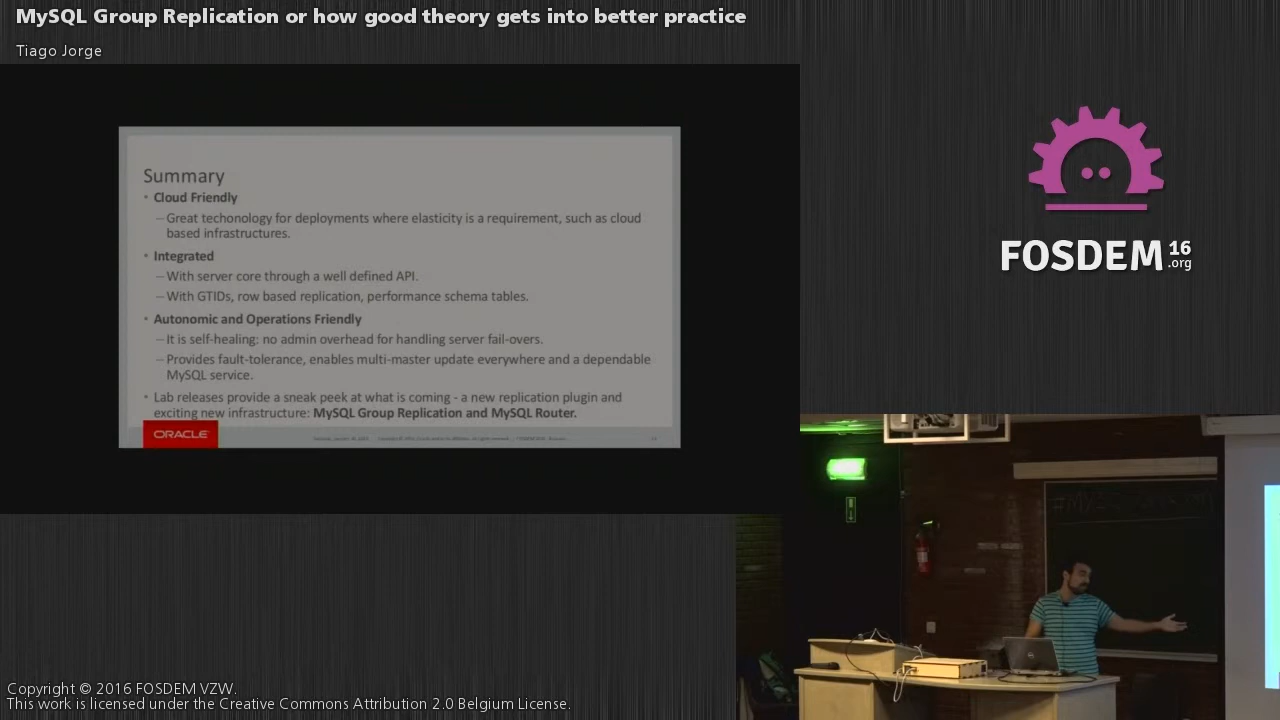 MySQL Group Replication or how good theory gets into better practice
Tiago Jorge
Summary
• Cloud Friendly
– Great techonology for deployments where elasticity is a requirement, such as cloud
based infrastructures.
• Integrated
– With server core through a well defined API.
– With GTIDs, row based replication, performance schema tables.
• Autonomic and Operations Friendly
– It is self-healing: no admin overhead for handling server fail-overs.
– Provides fault-tolerance, enables multi-master update everywhere and a dependable
MySQL service.
• Lab releases provide a sneak peek at what is coming - a new replication plugin and
exciting new infrastructure: MySQL Group Replication and MySQL Router.
ORACLE
FOSDEM 16
.org
Copyright © 2016 FOSDEM VZW.
This work is licensed under the Creative Commons Attribution 2.0 Belgium License.